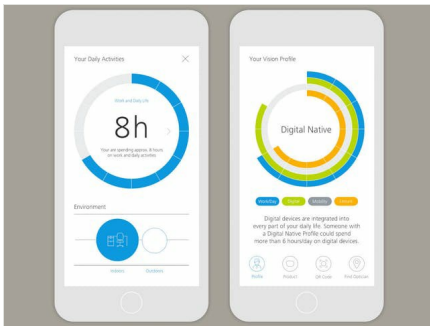 Your Daily Activities
Work and Daily Life
8h
Your are spending approx. 8 hours
on work and daily activities
Environment
Indoors
Outdoors
Your Vision Profile
Digital Native
Workday
Digital
Mobility
Digital devices are integrated into
every part of your daily life. Someone with
a Digital Native Profile could spend
more than 6 hours/day on digital devices.
Profile
Product
QR Code
Find Optician